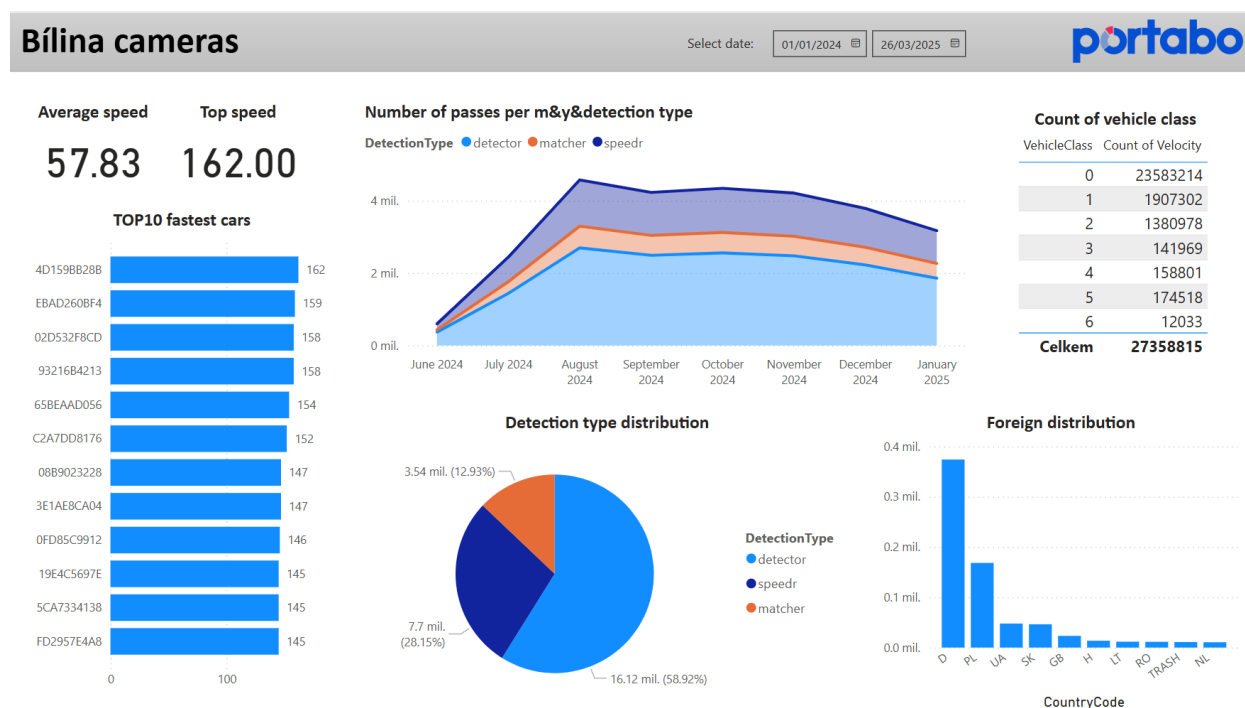 Bílina cameras
Select date: 01/01/2024 26/03/2025
portabo
Average speed
57.83
Top speed
162.00
TOP10 fastest cars
4D159BB28B 162
EBAD260BF4 159
02D532F8CD 158
93216B4213 158
65BEAAD056 154
C2A7DD8176 152
08B9023228 147
3E1AE8CA04 147
0FD85C9912 146
19E4C5697E 145
5CA7334138 145
FD2957E4A8 145
0 100
Number of passes per m&y&detection type
DetectionType detector matcher speedr
4 mil.
2 mil.
0 mil.
June 2024 July 2024 August 2024 September 2024 October 2024 November 2024 December 2024 January 2025
Count of vehicle class
VehicleClass Count of Velocity
0 23583214
1 1907302
2 1380978
3 141969
4 158801
5 174518
6 12033
Celkem 27358815
Detection type distribution
3.54 mil. (12.93%)
7.7 mil.
(28.15%)
16.12 mil. (58.92%)
DetectionType
detector
speedr
matcher
Foreign distribution
0.4 mil.
0.3 mil.
0.2 mil.
0.1 mil.
0.0 mil.
D PL UA SK GB H LT RO TRASH NL
CountryCode